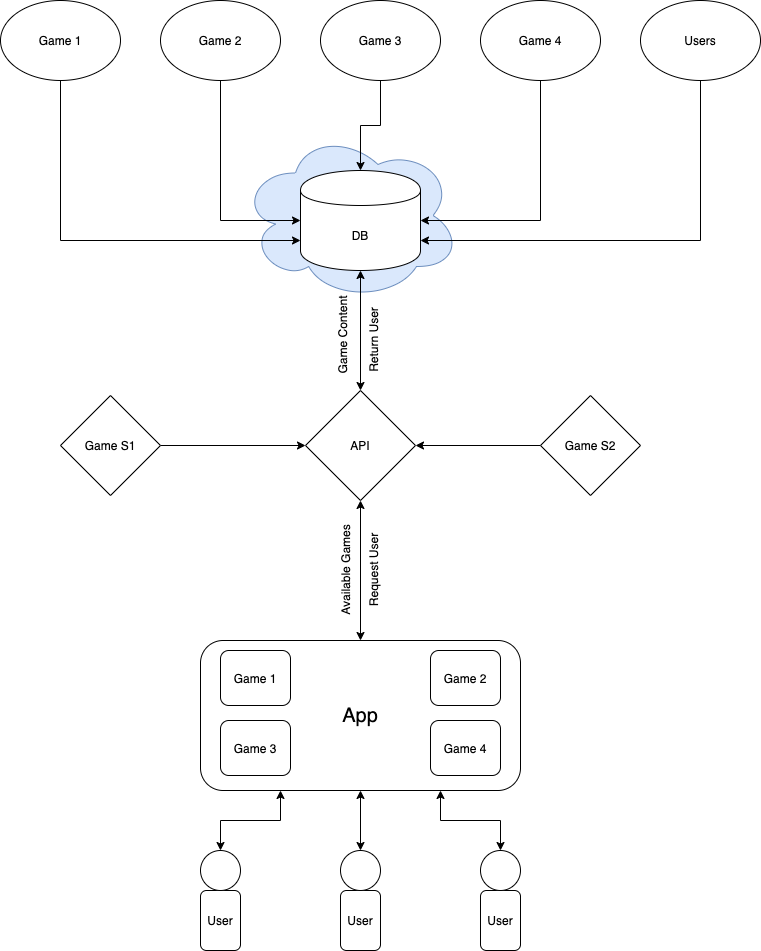 Game 1
Game 2
Game 3
Game 4
Users
DB
Game Content
Return User
Game S1
API
Game S2
Available Games
Request User
Game 1
Game 2
App
Game 3
Game 4
User
User
User